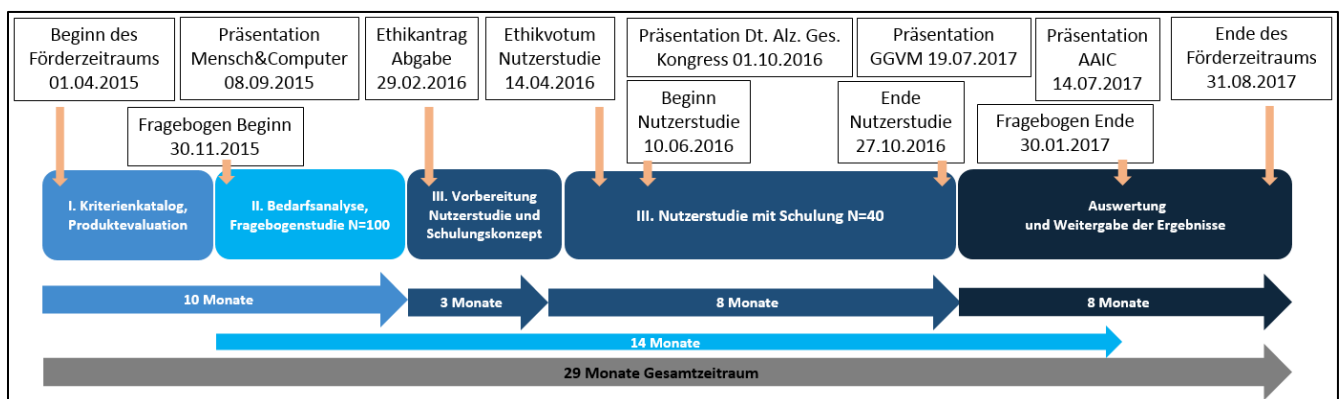 Beginn des
Förderzeitraums
01.04.2015
Präsentation
Mensch&Computer
08.09.2015
Ethikantrag
Abgabe
29.02.2016
Ethikvotum
Nutzerstudie
14.04.2016
Präsentation Dt. Alz. Ges.
Kongress 01.10.2016
Präsentation
GGVM 19.07.2017
Präsentation
AAIC
14.07.2017
Ende des
Förderzeitraums
31.08.2017
Fragebogen Beginn
30.11.2015
Beginn
Nutzerstudie
10.06.2016
Ende
Nutzerstudie
27.10.2016
Fragebogen Ende
30.01.2017
I. Kriterienkatalog,
Produktevaluation
II. Bedarfsanalyse,
Fragebogenstudie N=100
III. Vorbereitung
Nutzerstudie und
Schulungskonzept
III. Nutzerstudie mit Schulung N=40
Auswertung
und Weitergabe der Ergebnisse
10 Monate
3 Monate
8 Monate
8 Monate
14 Monate
29 Monate Gesamtzeitraum